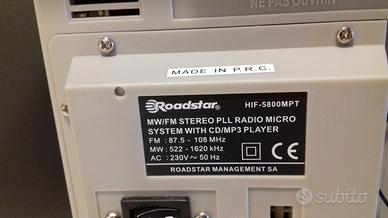 NE PAS OUVRIR
MADE IN P.R.C.
Roadstar® HIF-5800MPT
MW/FM STEREO PLL RADIO MICRO
SYSTEM WITH CD/MP3 PLAYER
FM : 87.5 - 108 MHz
MW : 522 - 1620 kHz
AC : 230V ~ 50 Hz
CE
ROADSTAR MANAGEMENT SA
subito